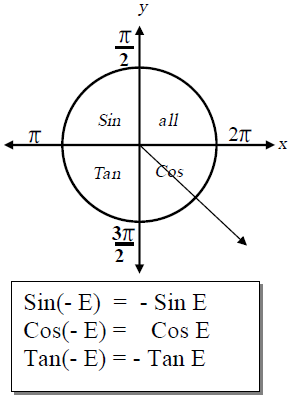 y
π/2
Sin all
π 2π x
Tan Cos
3π/2
Sin(- E) = - Sin E
Cos(- E) = Cos E
Tan(- E) = - Tan E